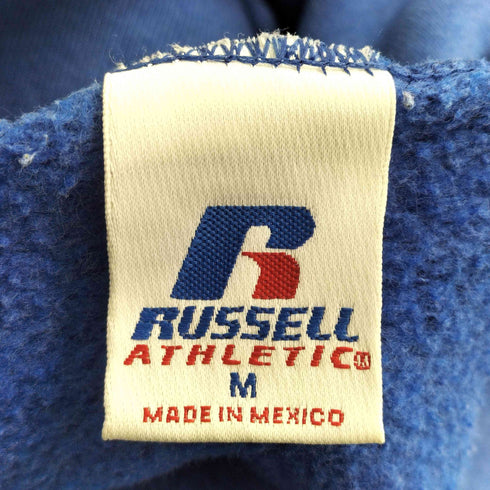 R
RUSSELL
ATHLETIC®
M
MADE IN MEXICO